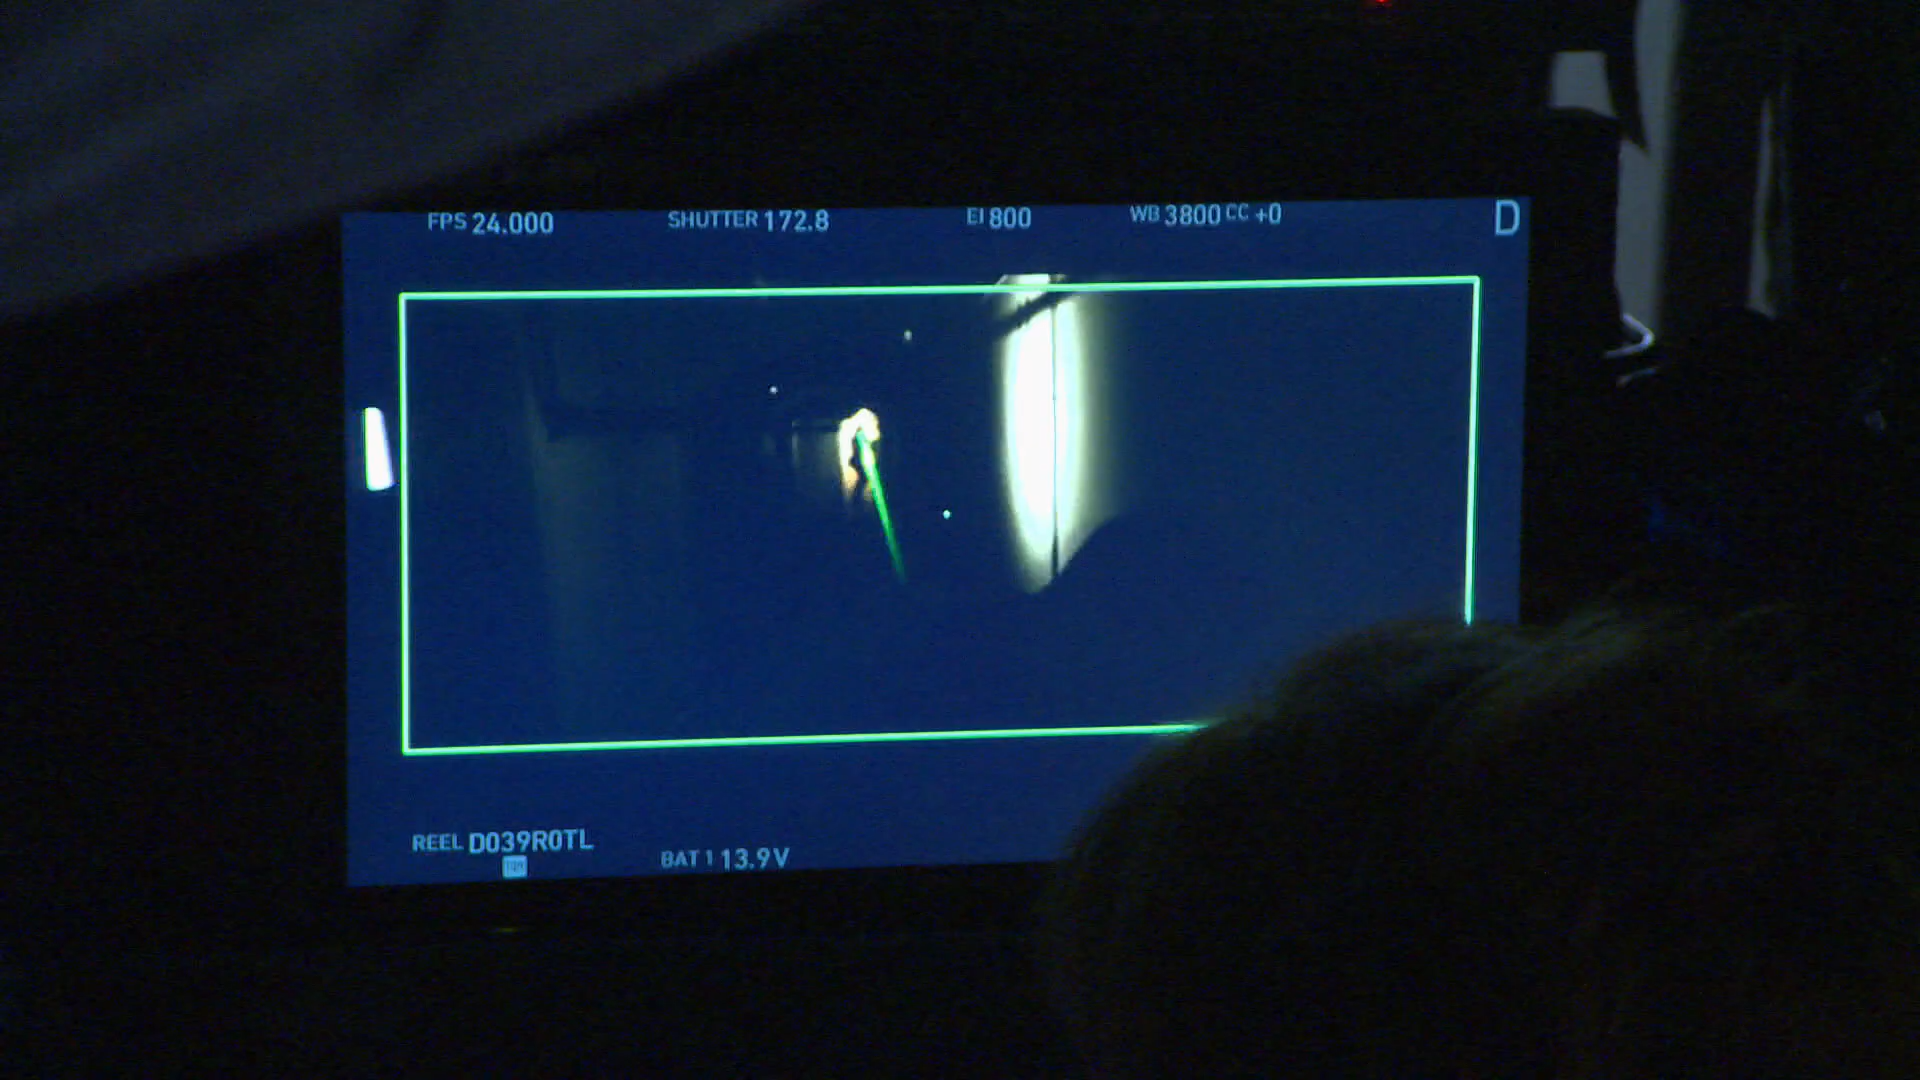 FPS 24.000 SHUTTER 172.8 EI 800 WB 3800 CC +0 D
REEL D039R0TL
BAT 1 13.9V